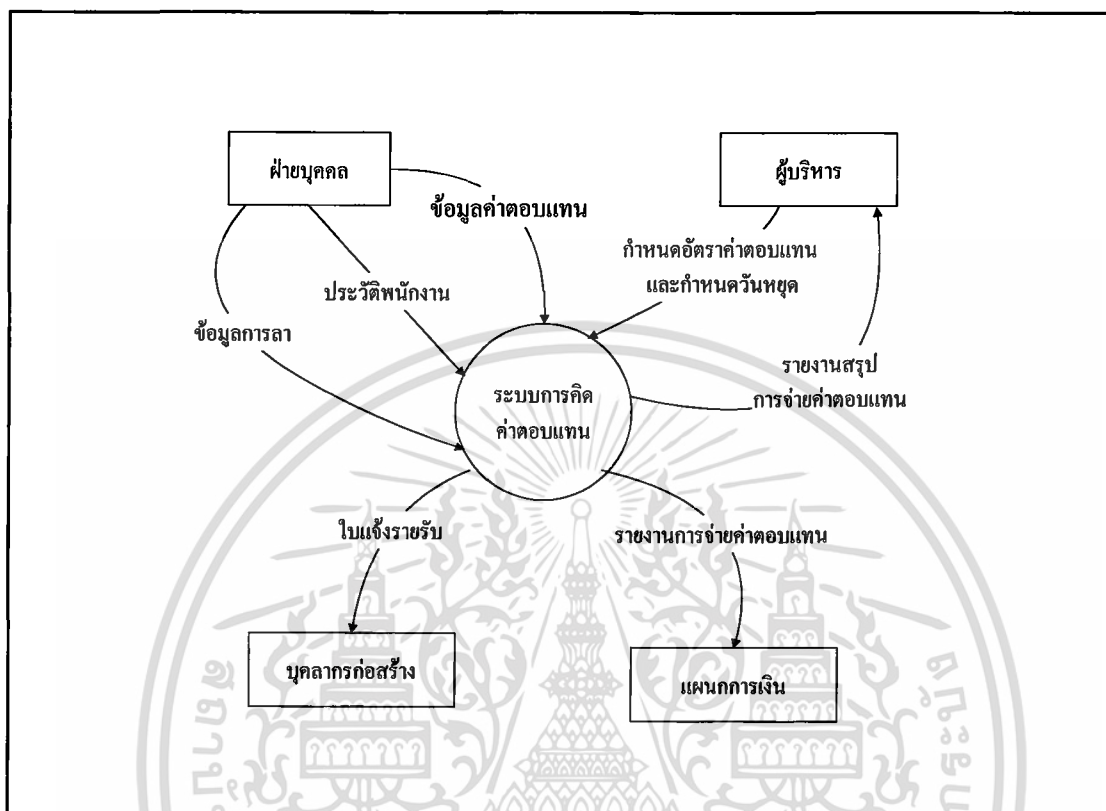 ฝ่ายบุคคล
ผู้บริหาร
ข้อมูลค่าตอบแทน
กำหนดอัตราค่าตอบแทน
และกำหนดวันหยุด
ประวัติพนักงาน
ข้อมูลการลา
รายงานสรุป
การจ่ายค่าตอบแทน
ระบบการคิด
ค่าตอบแทน
ใบแจ้งรายรับ
รายงานการจ่ายค่าตอบแทน
บุคลากรก่อสร้าง
แผนกการเงิน